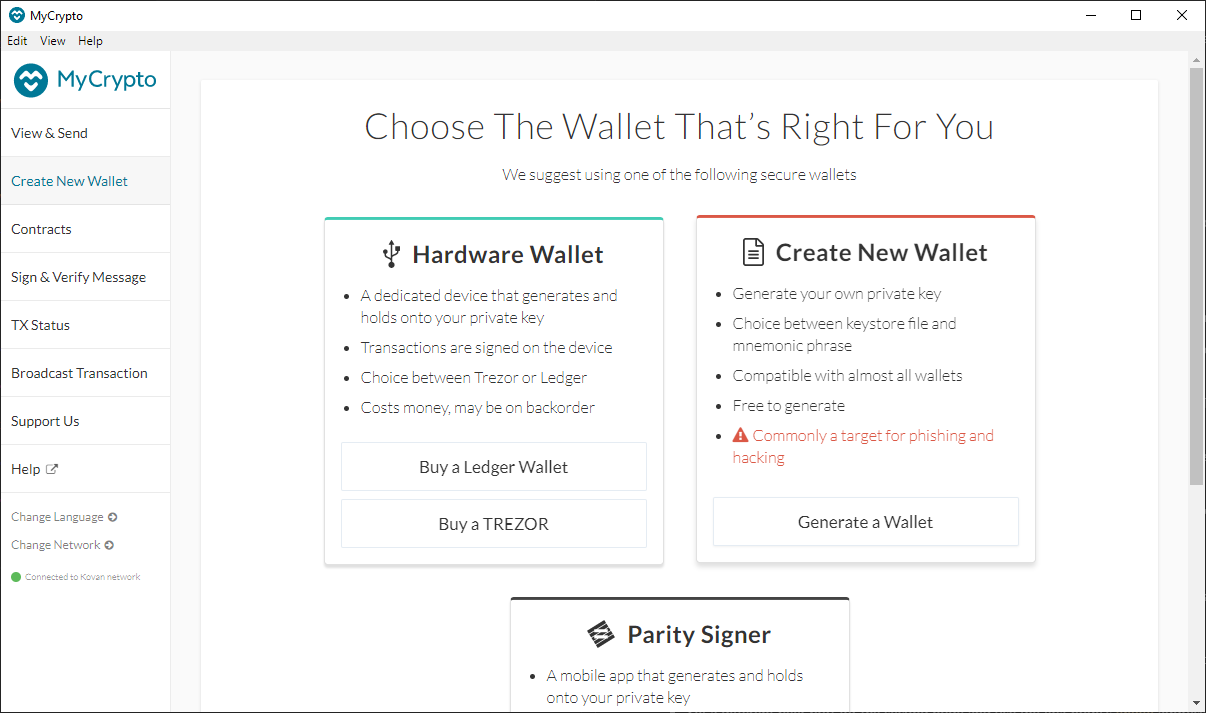 MyCrypto
Edit View Help
MyCrypto
View & Send
Create New Wallet
Contracts
Sign & Verify Message
TX Status
Broadcast Transaction
Support Us
Help
Change Language
Change Network
Connected to Kovan network
Choose The Wallet That’s Right For You
We suggest using one of the following secure wallets
Hardware Wallet
A dedicated device that generates and
holds onto your private key
Transactions are signed on the device
Choice between Trezor or Ledger
Costs money, may be on backorder
Buy a Ledger Wallet
Buy a TREZOR
Create New Wallet
Generate your own private key
Choice between keystore file and
mnemonic phrase
Compatible with almost all wallets
Free to generate
Commonly a target for phishing and
hacking
Generate a Wallet
Parity Signer
A mobile app that generates and holds
onto your private key